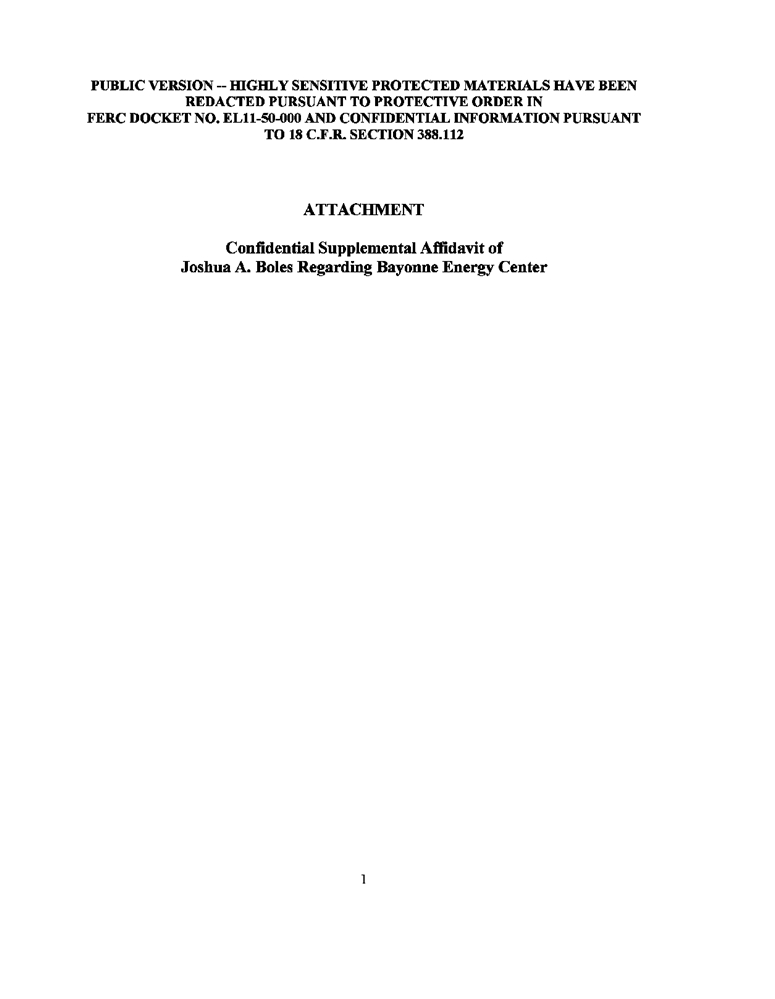 PUBLIC VERSION -- HIGHLY SENSITIVE PROTECTED MATERIALS HAVE BEEN
REDACTED PURSUANT TO PROTECTIVE ORDER IN
FERC DOCKET NO. EL11-50-000 AND CONFIDENTIAL INFORMATION PURSUANT
TO 18 C.F.R. SECTION 388.112
ATTACHMENT
Confidential Supplemental Affidavit of
Joshua A. Boles Regarding Bayonne Energy Center
1